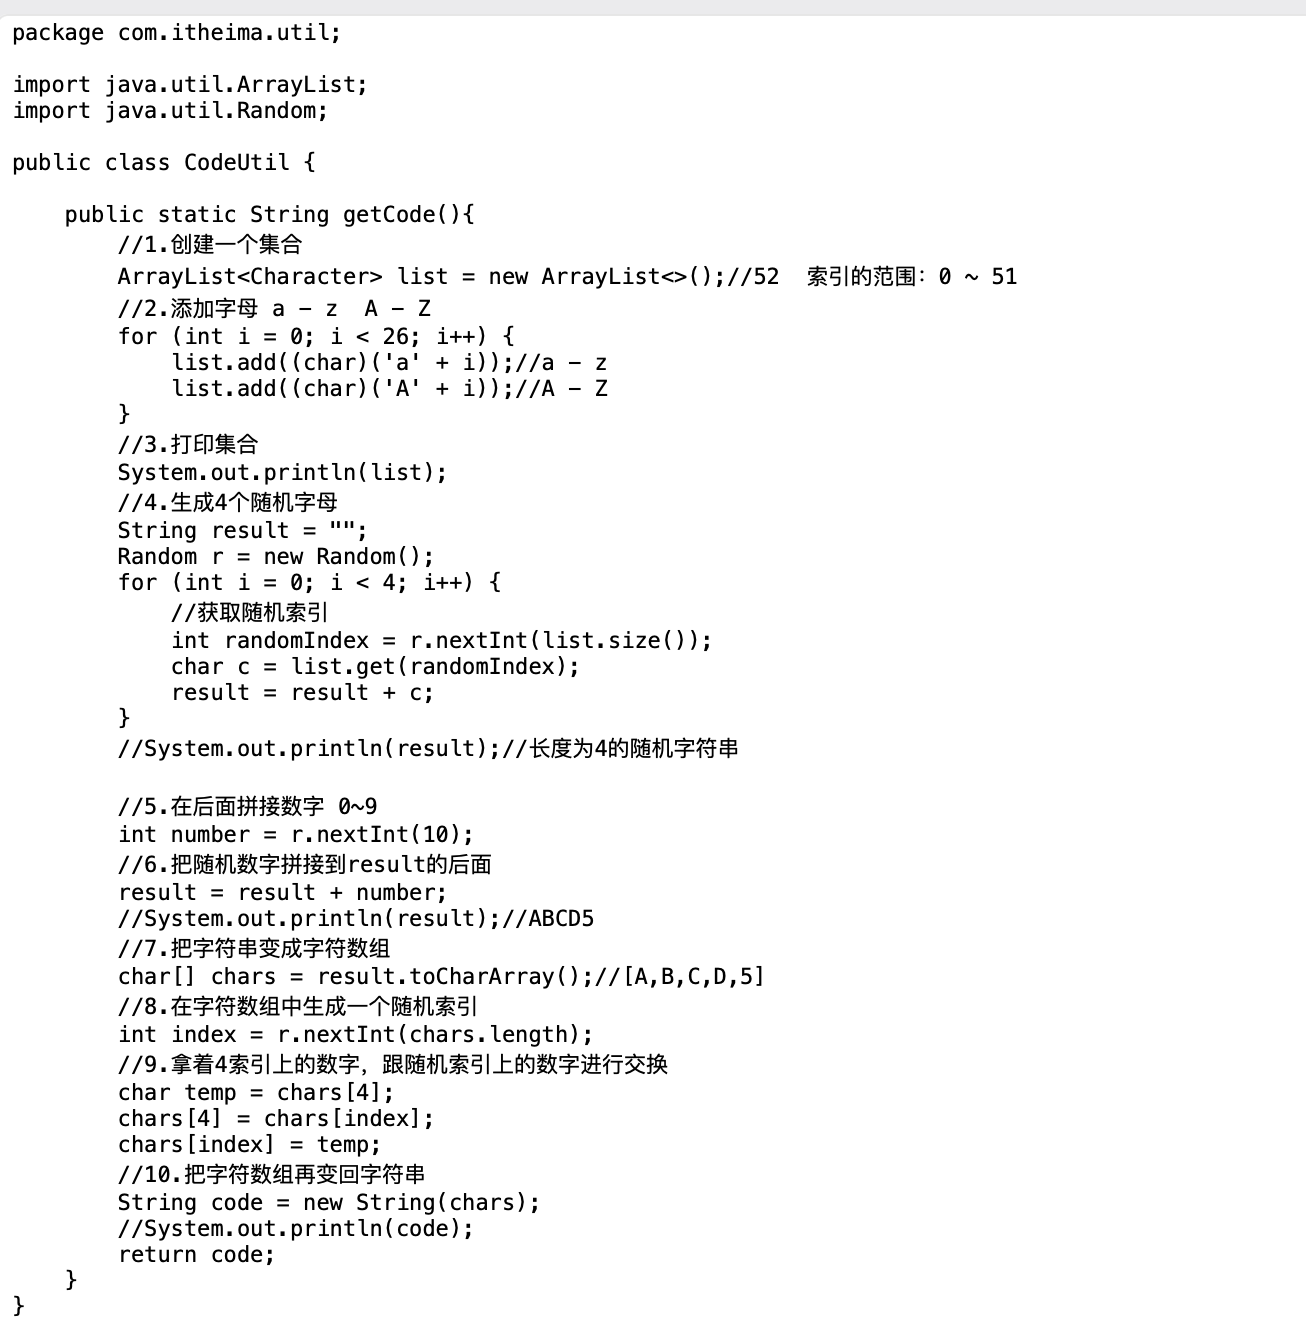 package com.itheima.util;
import java.util.ArrayList;
import java.util.Random;
public class CodeUtil {
public static String getCode(){
//1.创建一个集合
ArrayList<Character> list = new ArrayList<>();//52  索引的范围：0 ~ 51
//2.添加字母 a - z  A - Z
for (int i = 0; i < 26; i++) {
list.add((char)('a' + i));//a - z
list.add((char)('A' + i));//A - Z
}
//3.打印集合
System.out.println(list);
//4.生成4个随机字母
String result = "";
Random r = new Random();
for (int i = 0; i < 4; i++) {
//获取随机索引
int randomIndex = r.nextInt(list.size());
char c = list.get(randomIndex);
result = result + c;
}
//System.out.println(result);//长度为4的随机字符串
//5.在后面拼接数字 0~9
int number = r.nextInt(10);
//6.把随机数字拼接到result的后面
result = result + number;
//System.out.println(result);//ABCD5
//7.把字符串变成字符数组
char[] chars = result.toCharArray();//[A,B,C,D,5]
//8.在字符数组中生成一个随机索引
int index = r.nextInt(chars.length);
//9.拿着4索引上的数字，跟随机索引上的数字进行交换
char temp = chars[4];
chars[4] = chars[index];
chars[index] = temp;
//10.把字符数组再变回字符串
String code = new String(chars);
//System.out.println(code);
return code;
}
}